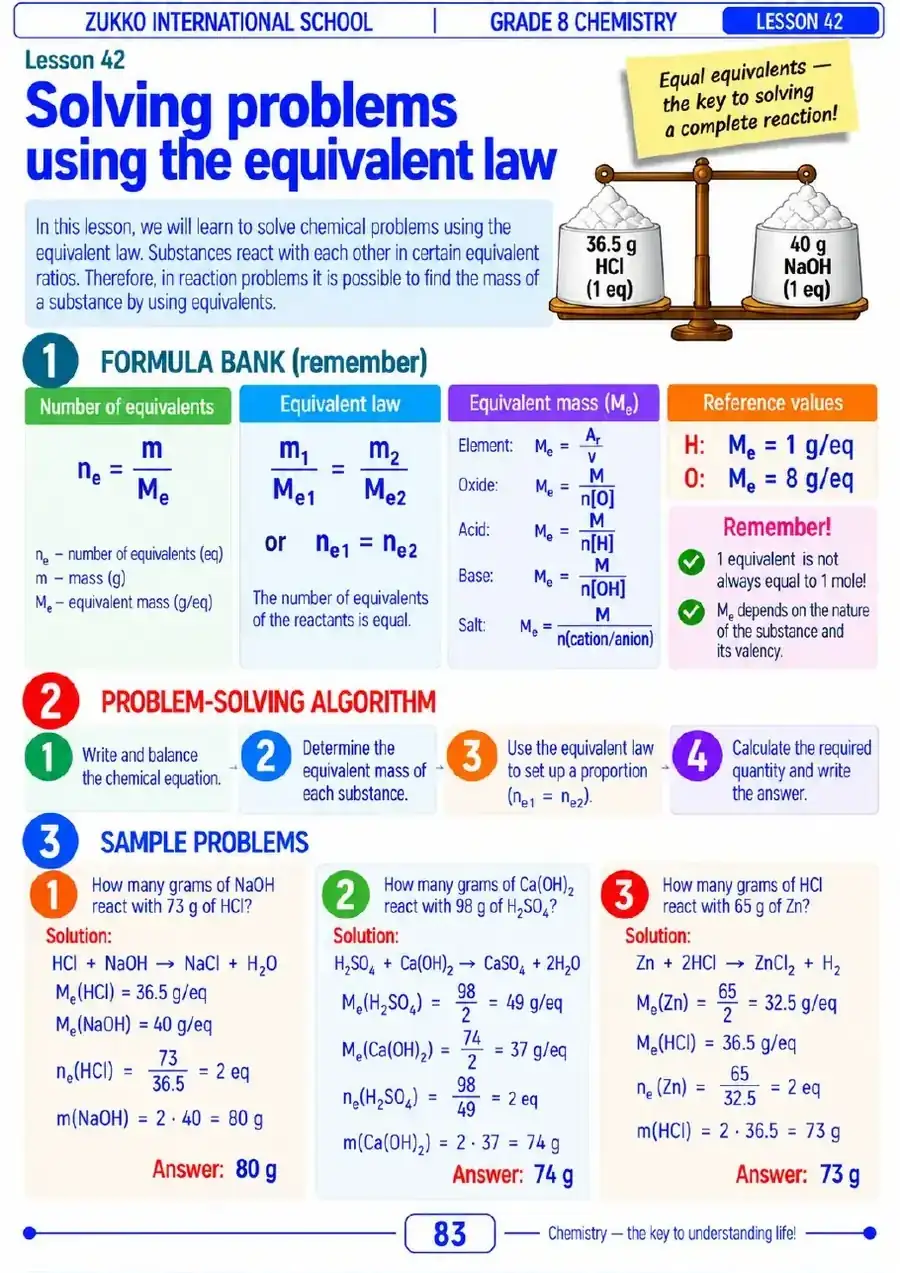 ZUKKO INTERNATIONAL SCHOOL | GRADE 8 CHEMISTRY LESSON 42
Lesson 42
Solving problems
using the equivalent law
Equal equivalents —
the key to solving
a complete reaction!
In this lesson, we will learn to solve chemical problems using the
equivalent law. Substances react with each other in certain equivalent
ratios. Therefore, in reaction problems it is possible to find the mass of
a substance by using equivalents.
36.5 g
HCl
(1 eq)
40 g
NaOH
(1 eq)
1 FORMULA BANK (remember)
Number of equivalents
nₑ = m/Mₑ
nₑ – number of equivalents (eq)
m – mass (g)
Mₑ – equivalent mass (g/eq)
Equivalent law
m₁/Mₑ₁ = m₂/Mₑ₂
or nₑ₁ = nₑ₂
The number of equivalents
of the reactants is equal.
Equivalent mass (Mₑ)
Element: Mₑ = Aᵣ/v
Oxide: Mₑ = M/n[O]
Acid: Mₑ = M/n[H]
Base: Mₑ = M/n[OH]
Salt: Mₑ = M/n(cation/anion)
Reference values
H: Mₑ = 1 g/eq
O: Mₑ = 8 g/eq
Remember!
1 equivalent is not
always equal to 1 mole!
Mₑ depends on the nature
of the substance and
its valency.
2 PROBLEM-SOLVING ALGORITHM
1 Write and balance
the chemical equation.
2 Determine the
equivalent mass of
each substance.
3 Use the equivalent law
to set up a proportion
(nₑ₁ = nₑ₂).
4 Calculate the required
quantity and write
the answer.
3 SAMPLE PROBLEMS
1 How many grams of NaOH
react with 73 g of HCl?
Solution:
HCl + NaOH → NaCl + H₂O
Mₑ(HCl) = 36.5 g/eq
Mₑ(NaOH) = 40 g/eq
nₑ(HCl) = 73/36.5 = 2 eq
m(NaOH) = 2 · 40 = 80 g
Answer: 80 g
2 How many grams of Ca(OH)₂
react with 98 g of H₂SO₄?
Solution:
H₂SO₄ + Ca(OH)₂ → CaSO₄ + 2H₂O
Mₑ(H₂SO₄) = 98/2 = 49 g/eq
Mₑ(Ca(OH)₂) = 74/2 = 37 g/eq
nₑ(H₂SO₄) = 98/49 = 2 eq
m(Ca(OH)₂) = 2 · 37 = 74 g
Answer: 74 g
3 How many grams of HCl
react with 65 g of Zn?
Solution:
Zn + 2HCl → ZnCl₂ + H₂
Mₑ(Zn) = 65/2 = 32.5 g/eq
Mₑ(HCl) = 36.5 g/eq
nₑ (Zn) = 65/32.5 = 2 eq
m(HCl) = 2 · 36.5 = 73 g
Answer: 73 g
83
Chemistry — the key to understanding life!